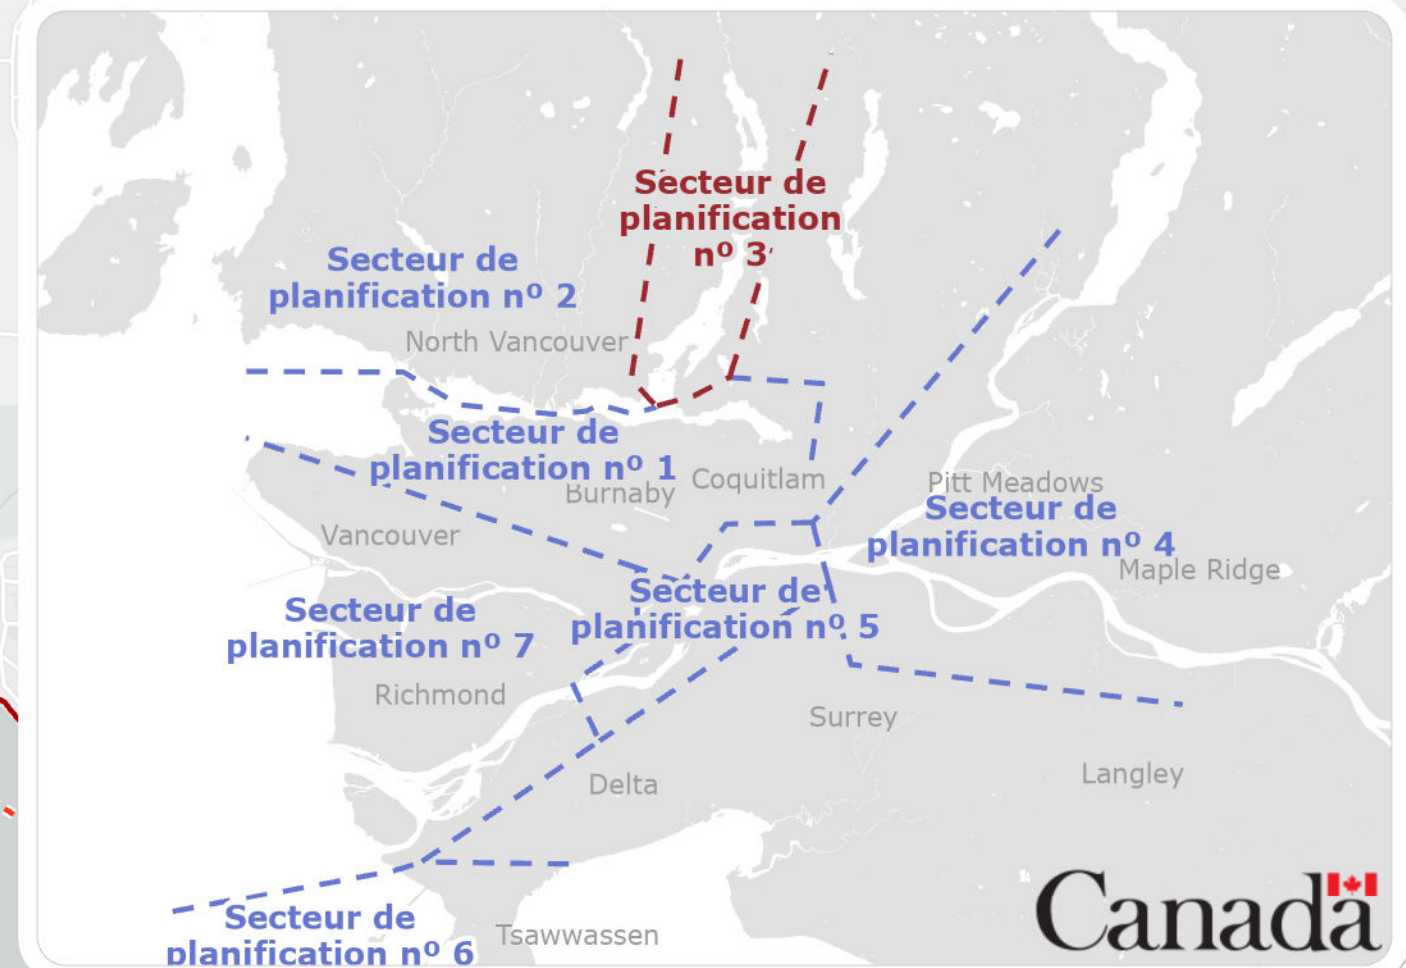 Secteur de
planification
nº 3
Secteur de
planification nº 2
North Vancouver
Secteur de
planification nº 1
Burnaby
Coquitlam
Pitt Meadows
Secteur de
planification nº 4
Vancouver
Maple Ridge
Secteur de
planification nº 5
Secteur de
planification nº 7
Richmond
Surrey
Langley
Delta
Secteur de
planification nº 6
Tsawwassen
Canada